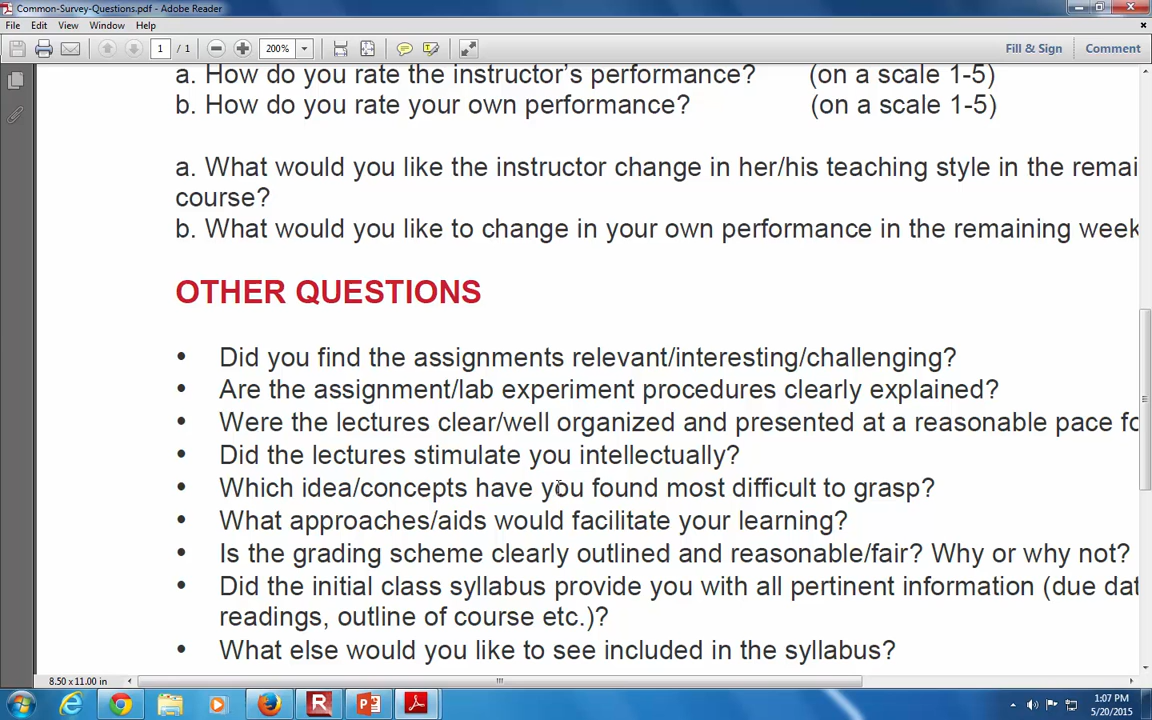 Common-Survey-Questions.pdf - Adobe Reader
File Edit View Window Help
1 / 1 200% Fill & Sign Comment
a. How do you rate the instructor's performance? (on a scale 1-5)
b. How do you rate your own performance? (on a scale 1-5)
a. What would you like the instructor change in her/his teaching style in the remai
course?
b. What would you like to change in your own performance in the remaining week
OTHER QUESTIONS
• Did you find the assignments relevant/interesting/challenging?
• Are the assignment/lab experiment procedures clearly explained?
• Were the lectures clear/well organized and presented at a reasonable pace fo
• Did the lectures stimulate you intellectually?
• Which idea/concepts have you found most difficult to grasp?
• What approaches/aids would facilitate your learning?
• Is the grading scheme clearly outlined and reasonable/fair? Why or why not?
• Did the initial class syllabus provide you with all pertinent information (due dat
readings, outline of course etc.)?
• What else would you like to see included in the syllabus?
8.50 x 11.00 in
1:07 PM
5/20/2015